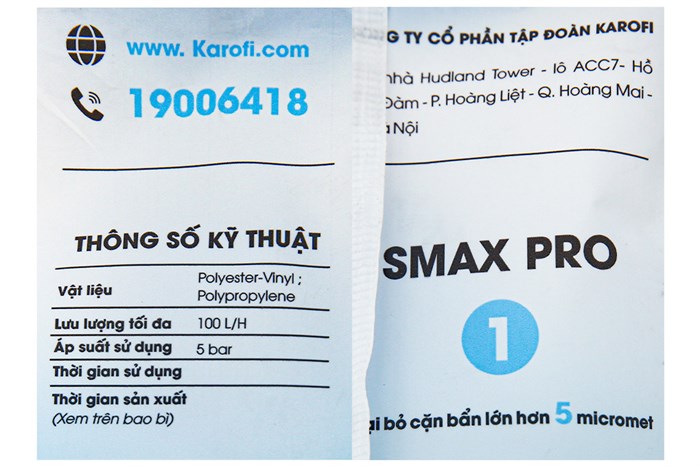 www. Karofi.com
19006418
THÔNG SỐ KỸ THUẬT
Vật liệu Polyester-Vinyl ;
Polypropylene
Lưu lượng tối đa 100 L/H
Áp suất sử dụng 5 bar
Thời gian sử dụng
Thời gian sản xuất
(Xem trên bao bì)
G TY CỔ PHẦN TẬP ĐOÀN KAROFI
nhà Hudland Tower - lô ACC7- Hồ
Đàm - P. Hoàng Liệt - Q. Hoàng Mai -
Nội
SMAX PRO
1
ại bỏ cặn bẩn lớn hơn 5 micromet